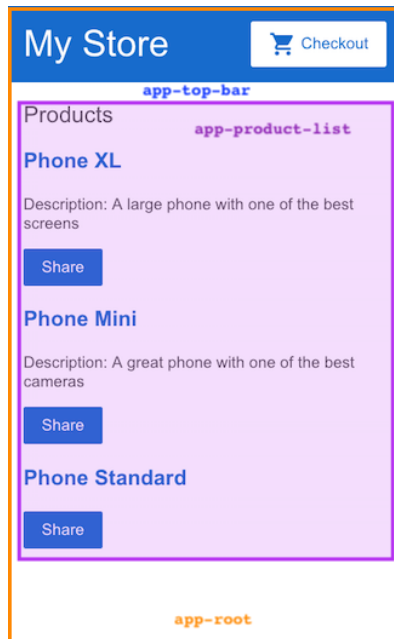 My Store
Checkout
app-top-bar
Products
app-product-list
Phone XL
Description: A large phone with one of the best
screens
Share
Phone Mini
Description: A great phone with one of the best
cameras
Share
Phone Standard
Share
app-root